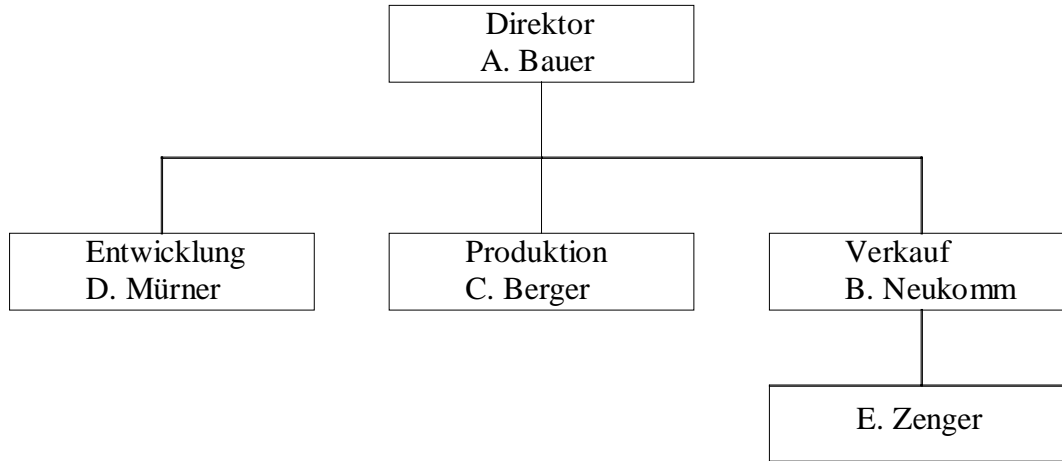 Direktor
A. Bauer
Entwicklung
D. Mürner
Produktion
C. Berger
Verkauf
B. Neukomm
E. Zenger